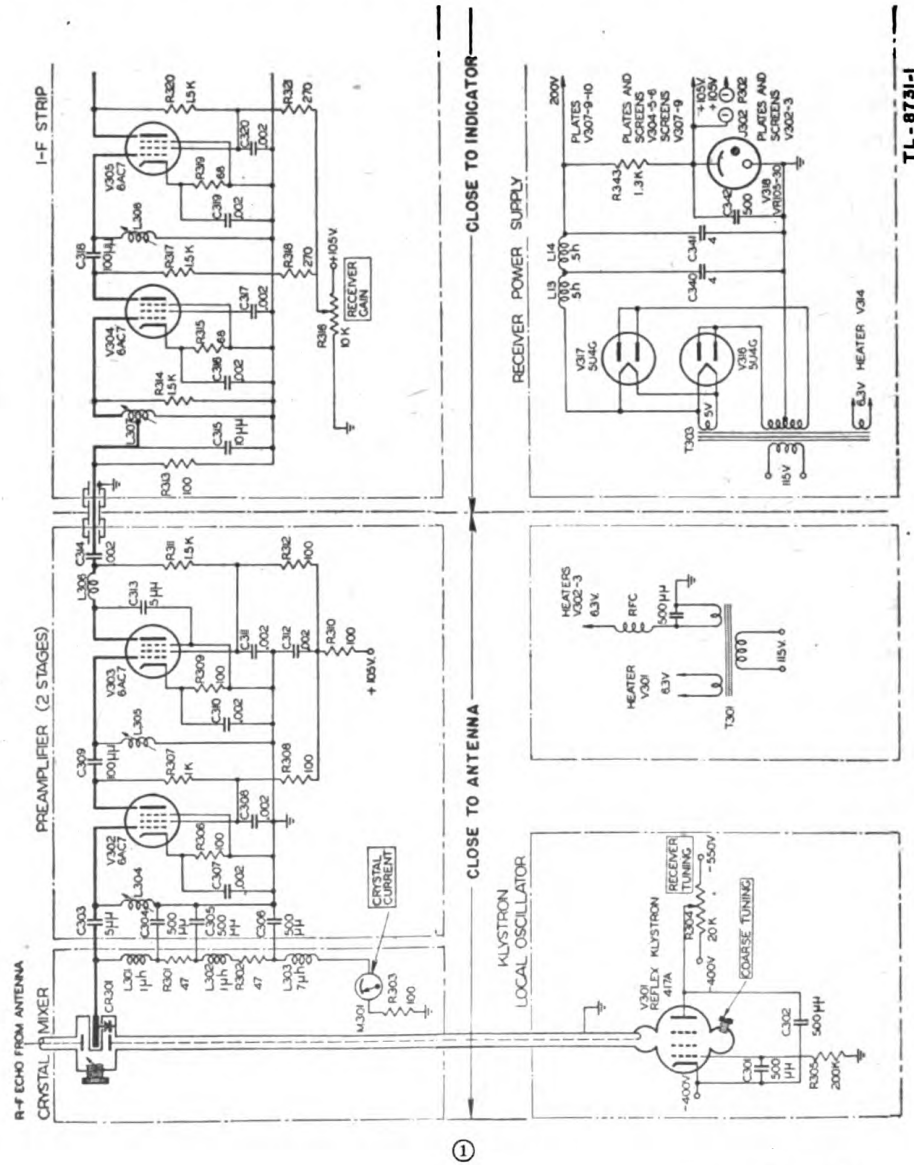 R-F ECHO FROM ANTENNA
CRYSTAL MIXER
CR301
L301
1μh
R301
47
L302
1μh
R302
47
L303
7μh
M301
CRYSTAL
CURRENT
R303
100
PREAMPLIFIER (2 STAGES)
C303
5μμ
L304
C304
500
μμ
C305
500
μμ
C306
500
μμ
V302
6AC7
C307
.002
R306
100
C308
.002
C309
100μμ
R307
1K
R308
100
L305
V303
6AC7
C310
.002
R309
100
C311
.002
C312
.002
R310
100
+105V.
C313
5μμ
L306
R311
1.5K
R312
100
C314
.002
I-F STRIP
R313
100
C315
10μμ
L307
R314
1.5K
V304
6AC7
C316
.002
R315
68
C317
.002
R316
10K
+105V.
RECEIVER
GAIN
C318
100μμ
R317
1.5K
R318
270
L308
V305
6AC7
C319
.002
R319
68
C320
.002
R320
1.5K
R321
270
CLOSE TO ANTENNA
CLOSE TO INDICATOR
KLYSTRON
LOCAL OSCILLATOR
V301
REFLEX KLYSTRON
417A
-400V
R304
20K
-550V
-400V
RECEIVER
TUNING
COARSE TUNING
C301
500
μμ
C302
500μμ
R305
200K
HEATER
V301
6.3V
HEATERS
V302-3
6.3V.
RFC
500μμ
T301
115V.
RECEIVER POWER SUPPLY
T303
115V
5V
6.3V HEATER V314
V317
5U4G
V316
5U4G
L13
5h
L14
5h
C340
4
C341
4
R343
1.3K
C342
500
V318
VR105-30
200V
PLATES
V307-9-10
PLATES AND
SCREENS
V304-5-6
SCREENS
V307-9
+105V
+105V
J302 P302
PLATES AND
SCREENS
V302-3
TL-8731-1
1